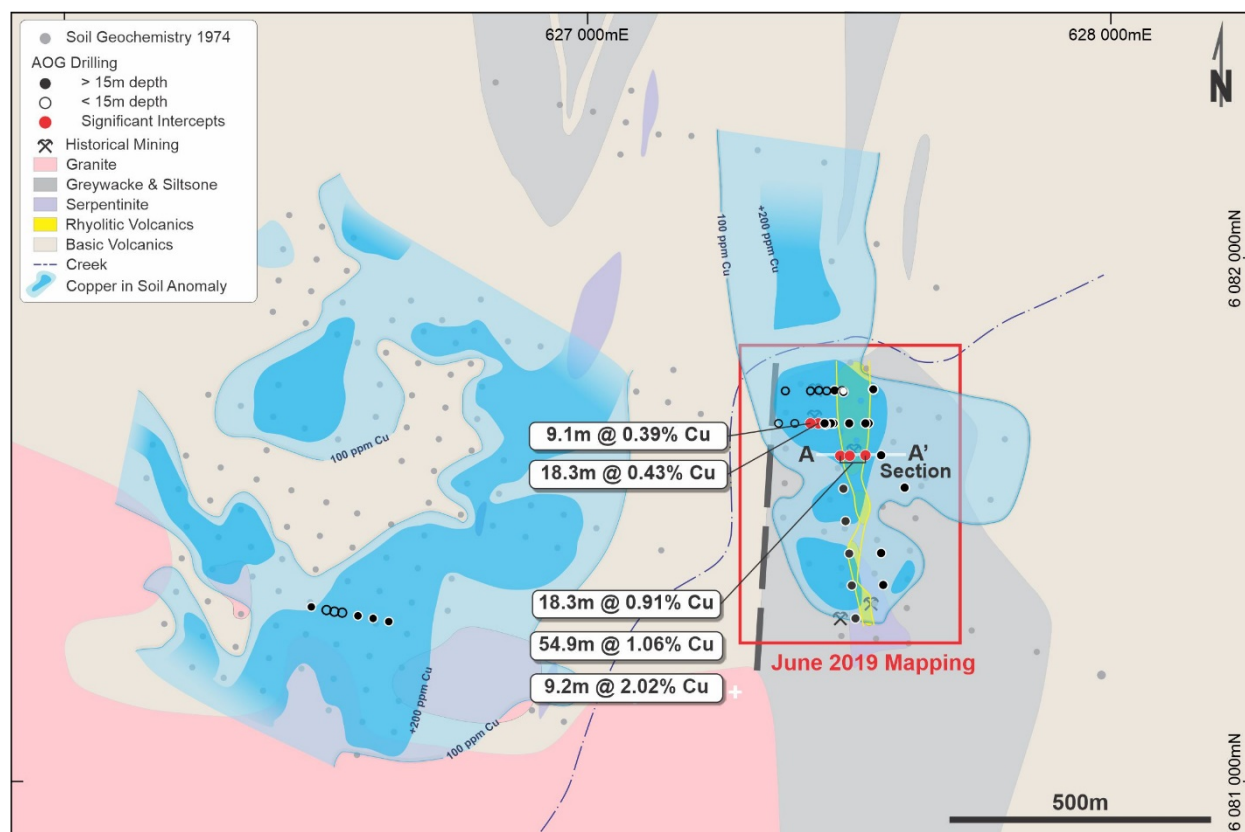 Soil Geochemistry 1974
AOG Drilling
> 15m depth
< 15m depth
Significant Intercepts
Historical Mining
Granite
Greywacke & Siltsone
Serpentinite
Rhyolitic Volcanics
Basic Volcanics
Creek
Copper in Soil Anomaly
627 000mE
628 000mE
N
6 082 000mN
6 081 000mN
100 ppm Cu
+200 ppm Cu
100 ppm Cu
9.1m @ 0.39% Cu
18.3m @ 0.43% Cu
A
A'
Section
18.3m @ 0.91% Cu
54.9m @ 1.06% Cu
9.2m @ 2.02% Cu
June 2019 Mapping
+200 ppm Cu
100 ppm Cu
500m